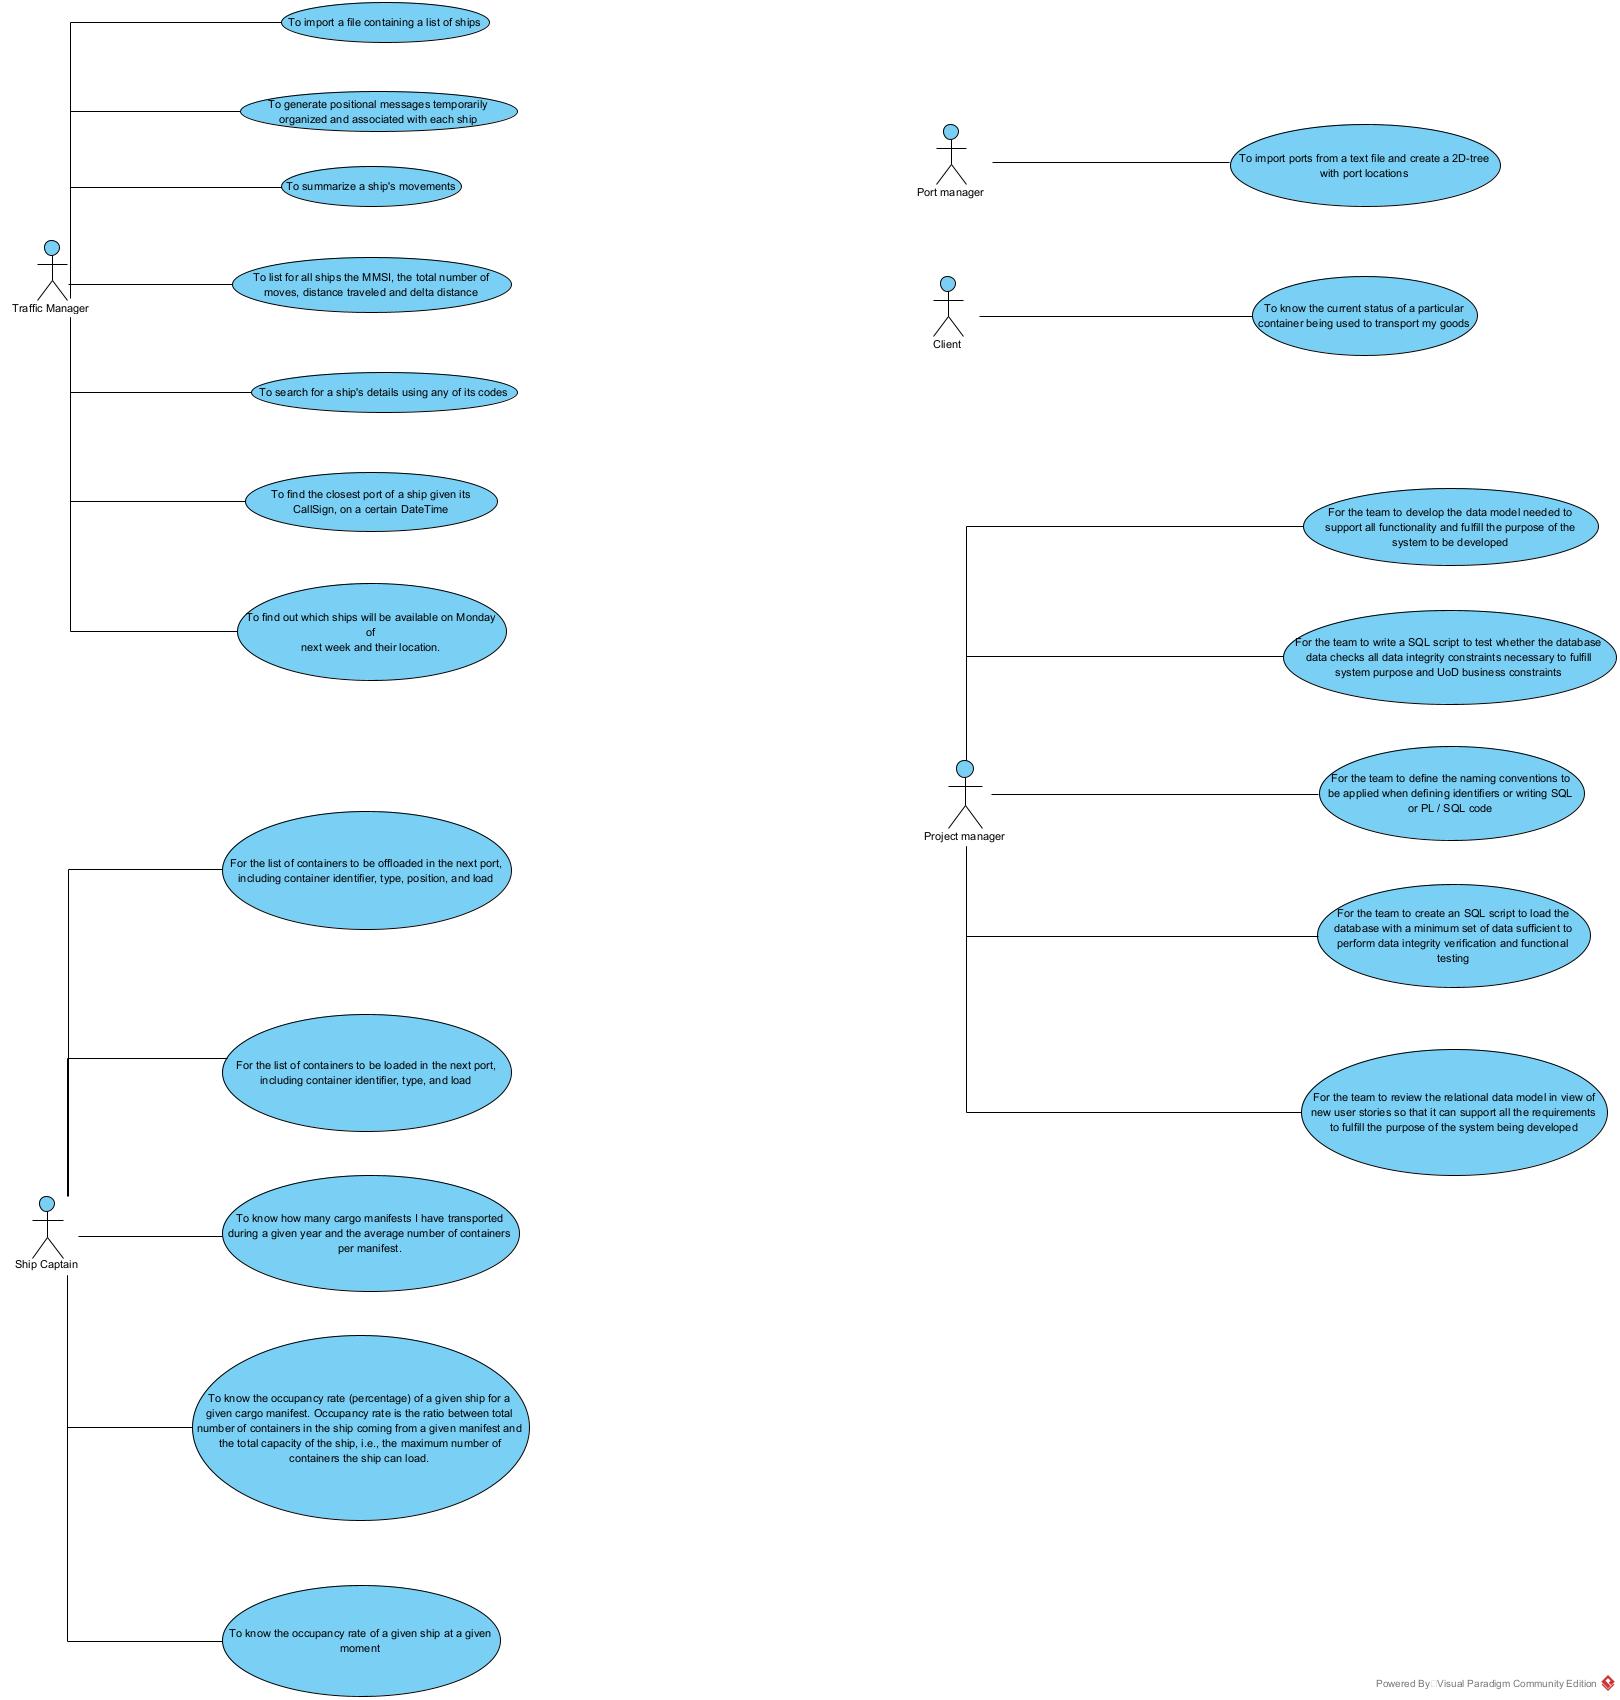 To import a file containing a list of ships
To generate positional messages temporarily
organized and associated with each ship
To summarize a ship's movements
Traffic Manager
To list for all ships the MMSI, the total number of
moves, distance traveled and delta distance
To search for a ship's details using any of its codes
To find the closest port of a ship given its
CallSign, on a certain DateTime
To find out which ships will be available on Monday
of
next week and their location.
For the list of containers to be offloaded in the next port,
including container identifier, type, position, and load
For the list of containers to be loaded in the next port,
including container identifier, type, and load
Ship Captain
To know how many cargo manifests I have transported
during a given year and the average number of containers
per manifest.
To know the occupancy rate (percentage) of a given ship for a
given cargo manifest. Occupancy rate is the ratio between total
number of containers in the ship coming from a given manifest and
the total capacity of the ship, i.e., the maximum number of
containers the ship can load.
To know the occupancy rate of a given ship at a given
moment
Port manager
To import ports from a text file and create a 2D-tree
with port locations
Client
To know the current status of a particular
container being used to transport my goods
For the team to develop the data model needed to
support all functionality and fulfill the purpose of the
system to be developed
For the team to write a SQL script to test whether the database
data checks all data integrity constraints necessary to fulfill
system purpose and UoD business constraints
Project manager
For the team to define the naming conventions to
be applied when defining identifiers or writing SQL
or PL / SQL code
For the team to create an SQL script to load the
database with a minimum set of data sufficient to
perform data integrity verification and functional
testing
For the team to review the relational data model in view of
new user stories so that it can support all the requirements
to fulfill the purpose of the system being developed
Powered By Visual Paradigm Community Edition